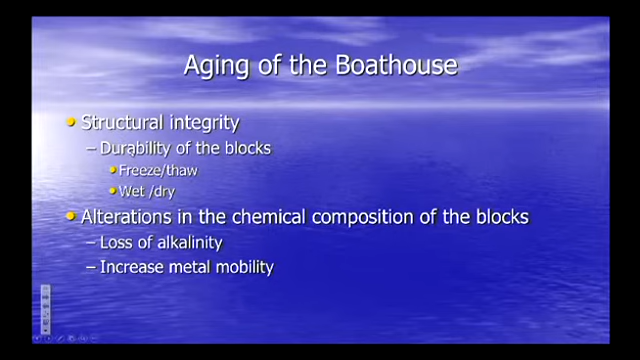 Aging of the Boathouse
Structural integrity
– Durability of the blocks
Freeze/thaw
Wet /dry
Alterations in the chemical composition of the blocks
– Loss of alkalinity
– Increase metal mobility